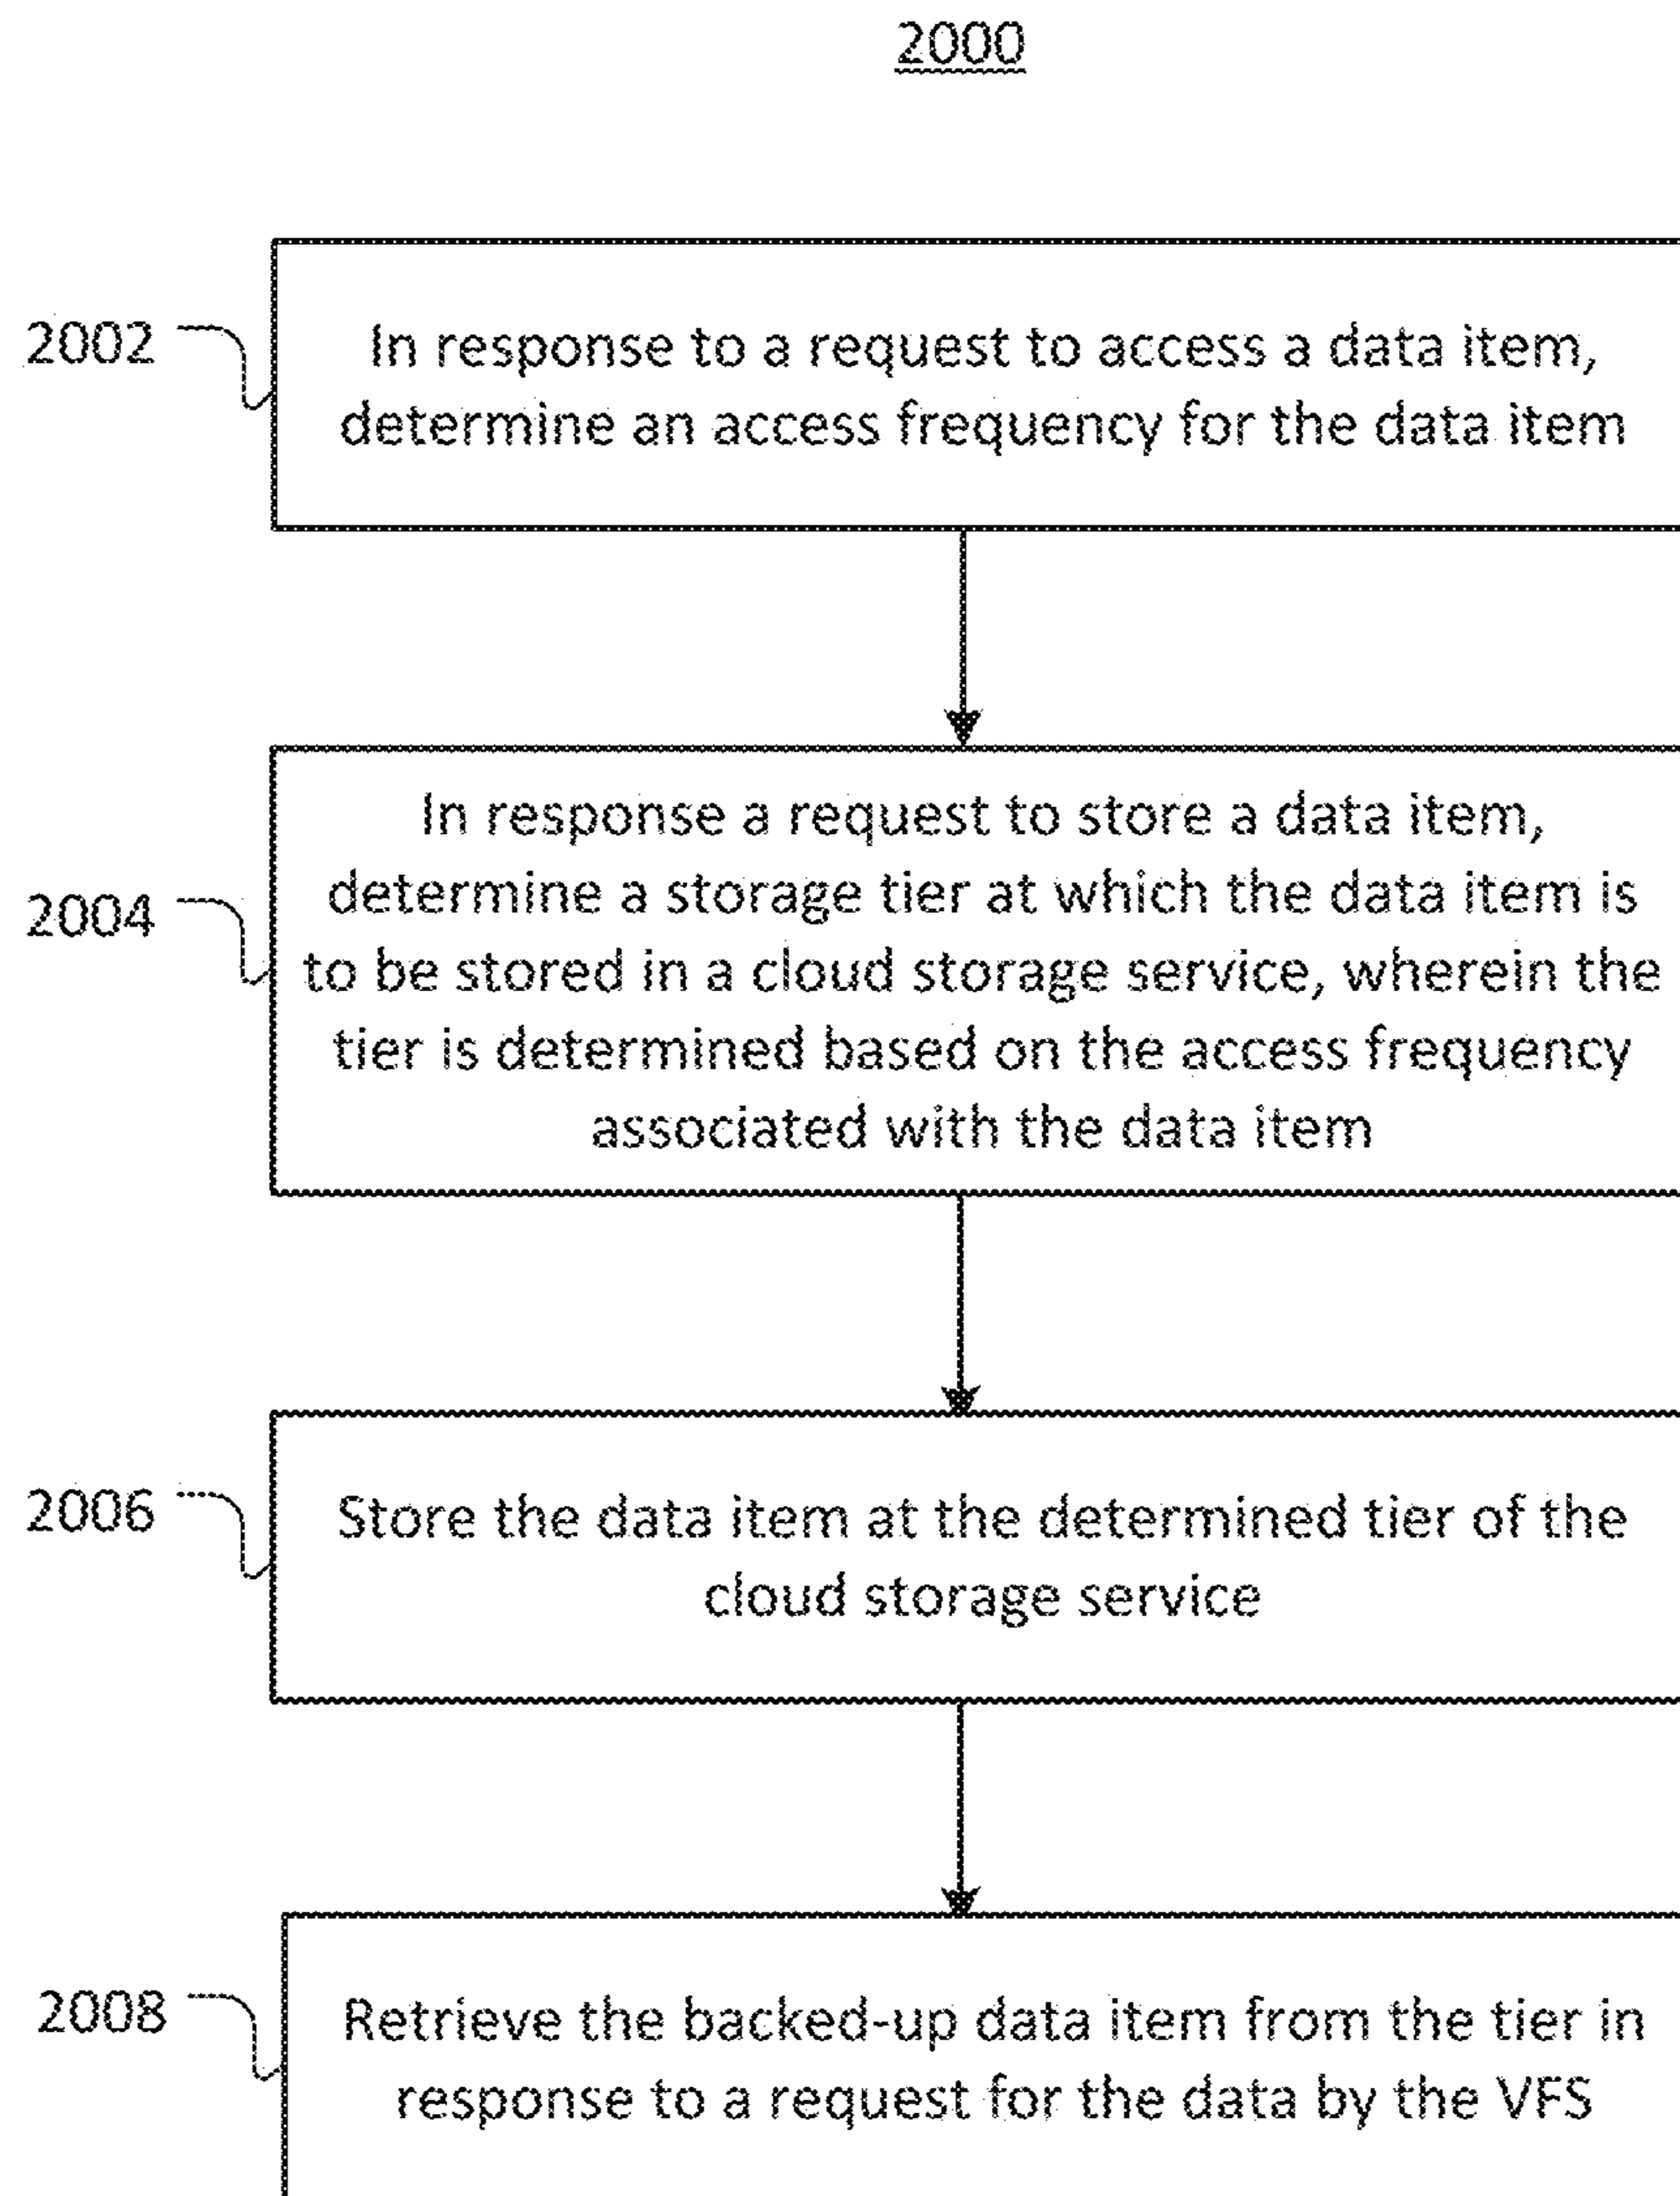 2000
2002
In response to a request to access a data item,
determine an access frequency for the data item
2004
In response a request to store a data item,
determine a storage tier at which the data item is
to be stored in a cloud storage service, wherein the
tier is determined based on the access frequency
associated with the data item
2006
Store the data item at the determined tier of the
cloud storage service
2008
Retrieve the backed-up data item from the tier in
response to a request for the data by the VFS